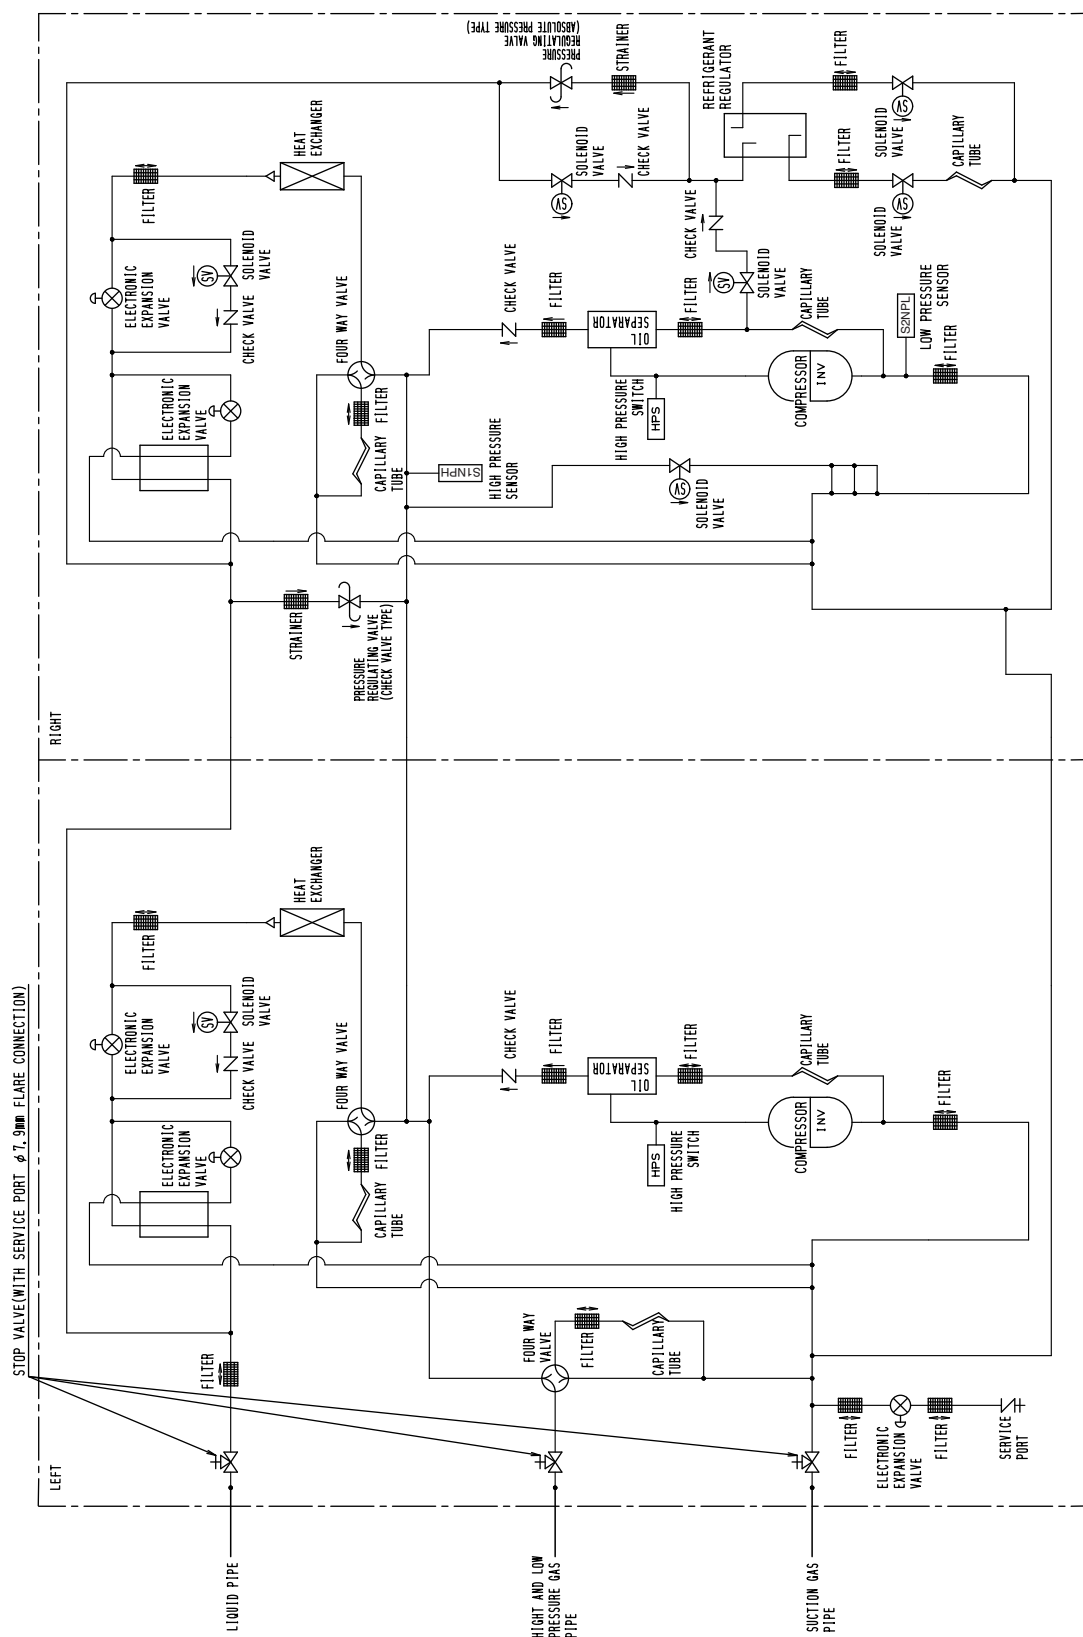 STOP VALVE(WITH SERVICE PORT φ7.9mm FLARE CONNECTION)
LEFT
LIQUID PIPE
HIGHT AND LOW
PRESSURE GAS
PIPE
SUCTION GAS
PIPE
FILTER
ELECTRONIC
EXPANSION
VALVE
ELECTRONIC
EXPANSION
VALVE
CHECK VALVE
SOLENOID
VALVE
SV
FILTER
HEAT
EXCHANGER
FOUR WAY VALVE
FILTER
CAPILLARY
TUBE
FOUR WAY
VALVE
FILTER
CAPILLARY
TUBE
CHECK VALVE
FILTER
OIL
SEPARATOR
FILTER
CAPILLARY
TUBE
HPS
HIGH PRESSURE
SWITCH
COMPRESSOR
INV
FILTER
FILTER
ELECTRONIC
EXPANSION
VALVE
FILTER
SERVICE
PORT
RIGHT
ELECTRONIC
EXPANSION
VALVE
ELECTRONIC
EXPANSION
VALVE
CHECK VALVE
SOLENOID
VALVE
SV
FILTER
HEAT
EXCHANGER
STRAINER
PRESSURE
REGULATING VALVE
(CHECK VALVE TYPE)
FOUR WAY VALVE
FILTER
CAPILLARY
TUBE
S1NPH
HIGH PRESSURE
SENSOR
CHECK VALVE
FILTER
OIL
SEPARATOR
FILTER
HPS
HIGH PRESSURE
SWITCH
COMPRESSOR
INV
CAPILLARY
TUBE
SV
SOLENOID
VALVE
SV
SOLENOID
VALVE
CHECK VALVE
S2NPL
LOW PRESSURE
SENSOR
FILTER
PRESSURE
REGULATING VALVE
(ABSOLUTE PRESSURE TYPE)
STRAINER
SV
SOLENOID
VALVE
CHECK VALVE
REFRIGERANT
REGULATOR
FILTER
SV
SOLENOID
VALVE
FILTER
SV
SOLENOID
VALVE
CAPILLARY
TUBE